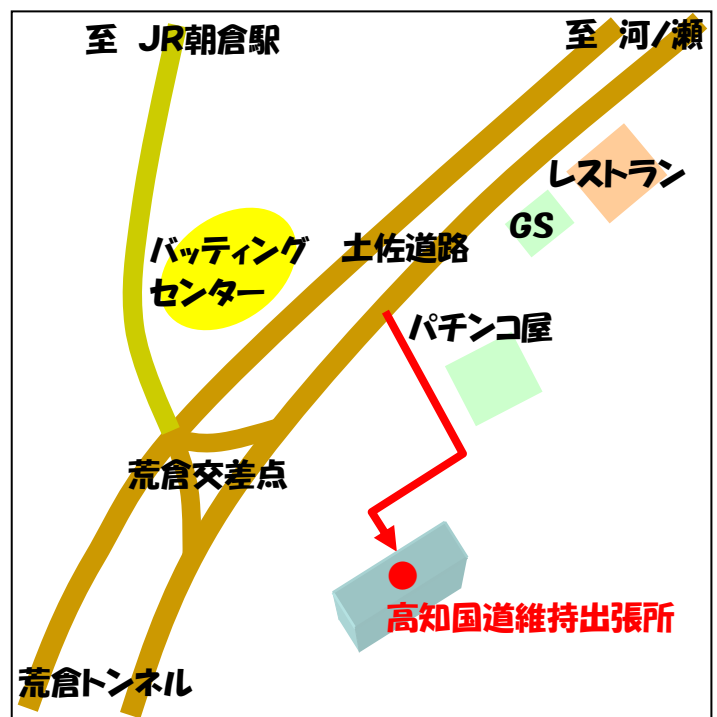 至 JR朝倉駅
至 河ノ瀬
レストラン
GS
バッティング
センター
土佐道路
パチンコ屋
荒倉交差点
高知国道維持出張所
荒倉トンネル